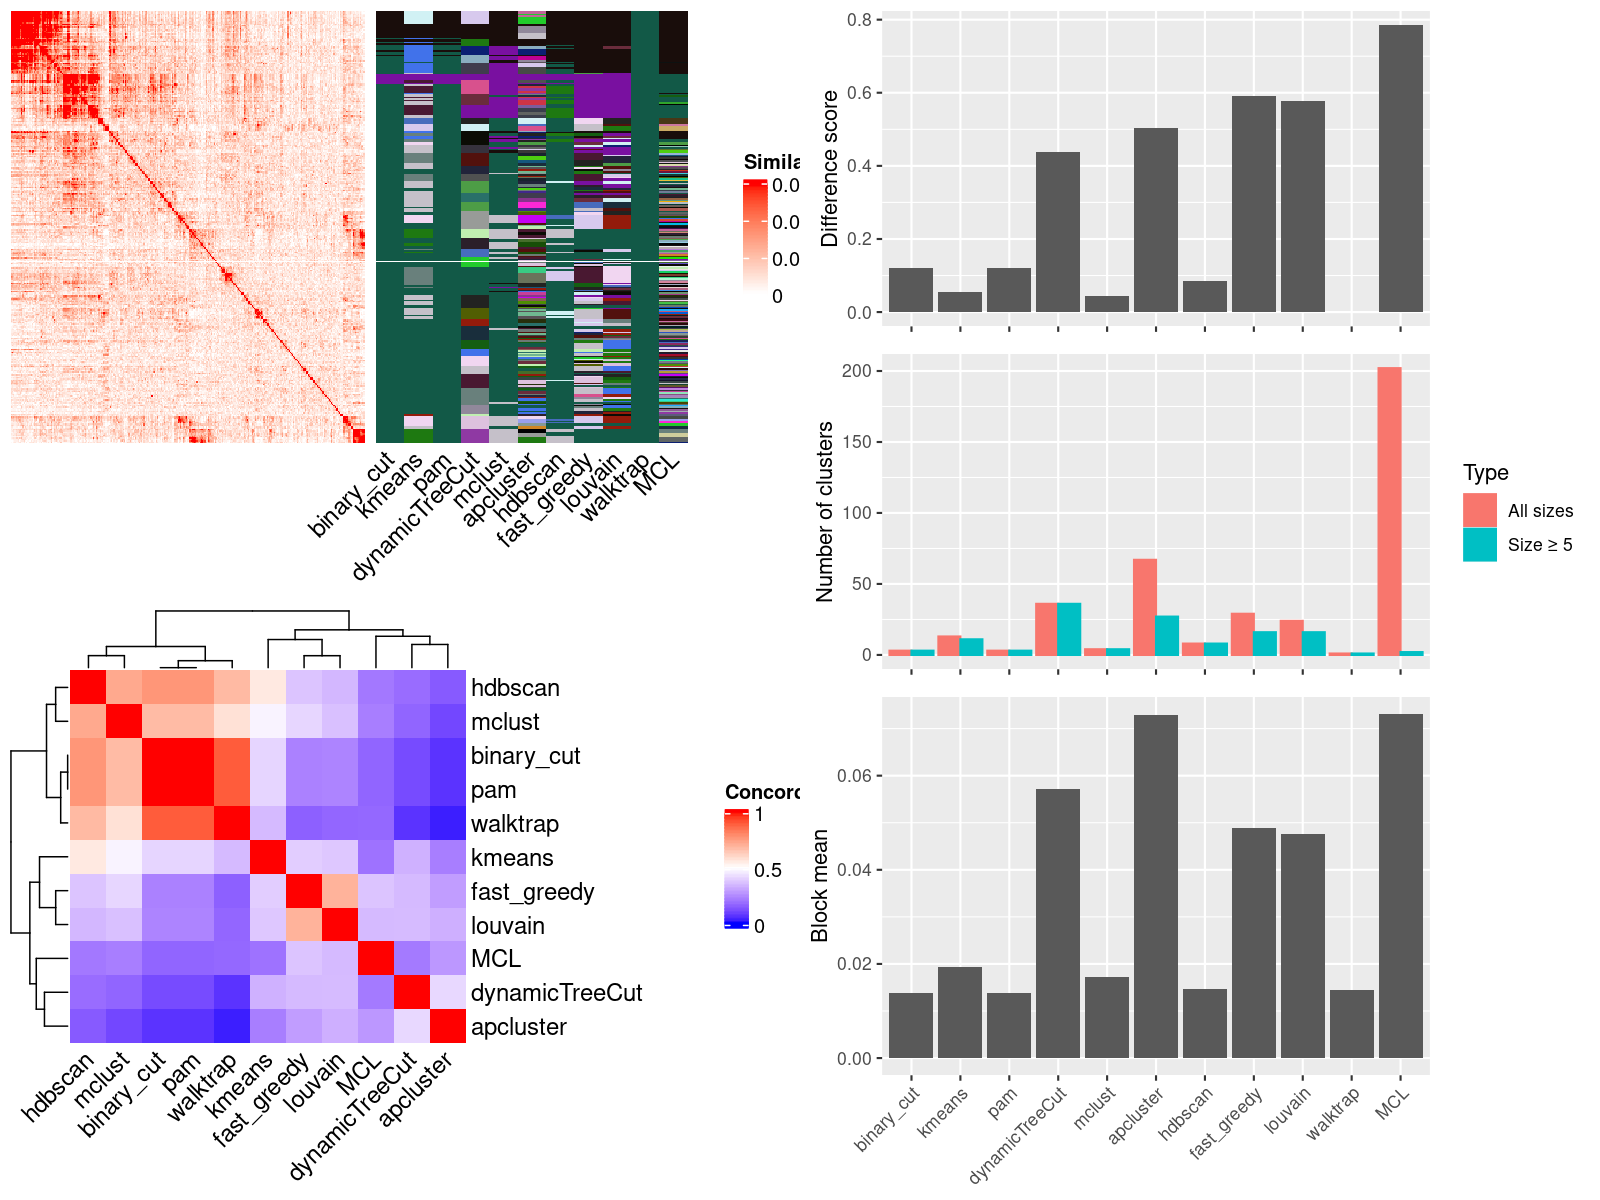 Simila
0.0
0.0
0.0
0
binary_cut
kmeans
pam
dynamicTreeCut
mclust
apcluster
hdbscan
fast_greedy
louvain
walktrap
MCL
hdbscan
mclust
binary_cut
pam
walktrap
kmeans
fast_greedy
louvain
MCL
dynamicTreeCut
apcluster
hdbscan
mclust
binary_cut
pam
walktrap
kmeans
fast_greedy
louvain
MCL
dynamicTreeCut
apcluster
Concord
1
0.5
0
Difference score
0.8
0.6
0.4
0.2
0.0
Number of clusters
200
150
100
50
0
Type
All sizes
Size ≥ 5
Block mean
0.06
0.04
0.02
0.00
binary_cut
kmeans
pam
dynamicTreeCut
mclust
apcluster
hdbscan
fast_greedy
louvain
walktrap
MCL